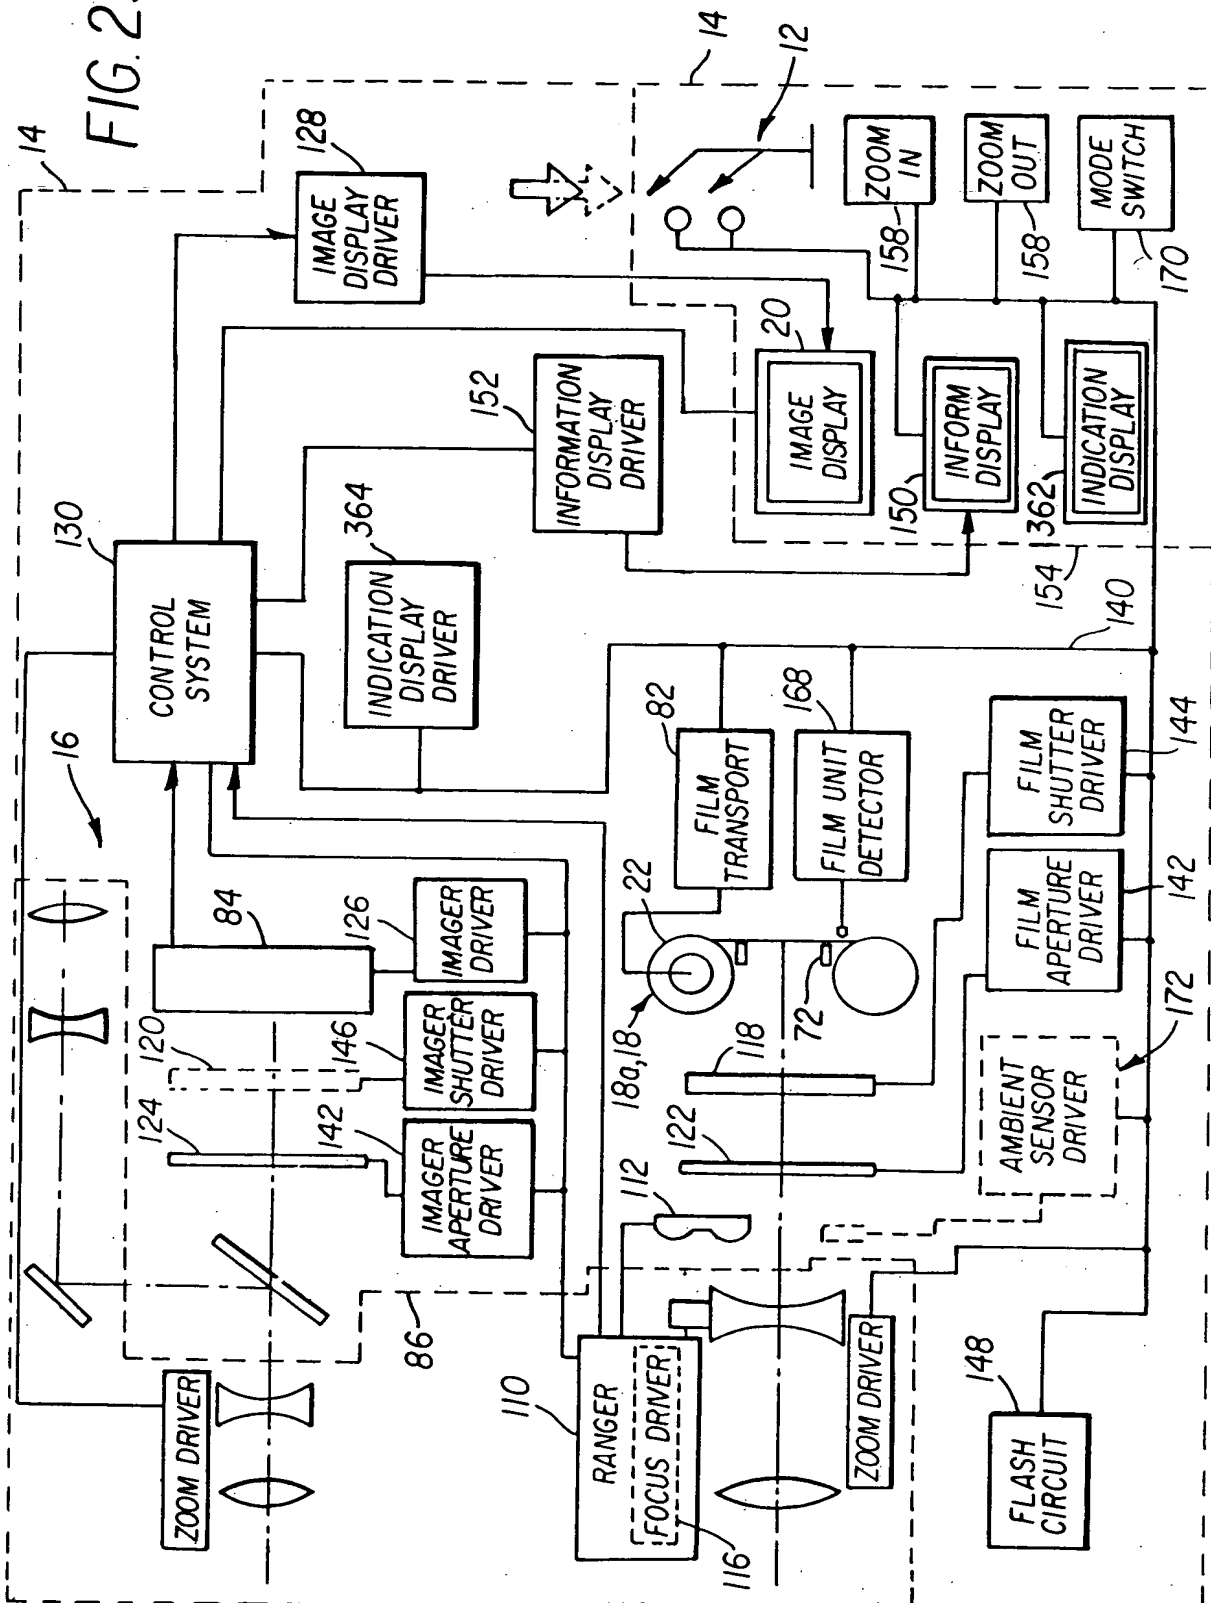 FIG. 2
14
16
130
CONTROL
SYSTEM
128
IMAGE
DISPLAY
DRIVER
14
12
ZOOM
IN
158
ZOOM
OUT
158
MODE
SWITCH
170
152
INFORMATION
DISPLAY
DRIVER
20
IMAGE
DISPLAY
150
INFORM
DISPLAY
362
INDICATION
DISPLAY
154
140
364
INDICATION
DISPLAY
DRIVER
84
126
IMAGER DRIVER
120
146
IMAGER
SHUTTER
DRIVER
124
142
IMAGER
APERTURE
DRIVER
ZOOM DRIVER
86
82
FILM
TRANSPORT
168
FILM UNIT
DETECTOR
22
18a,18
72
118
122
112
144
FILM
SHUTTER
DRIVER
142
FILM
APERTURE
DRIVER
172
AMBIENT
SENSOR
DRIVER
110
RANGER
FOCUS DRIVER
116
ZOOM DRIVER
148
FLASH
CIRCUIT